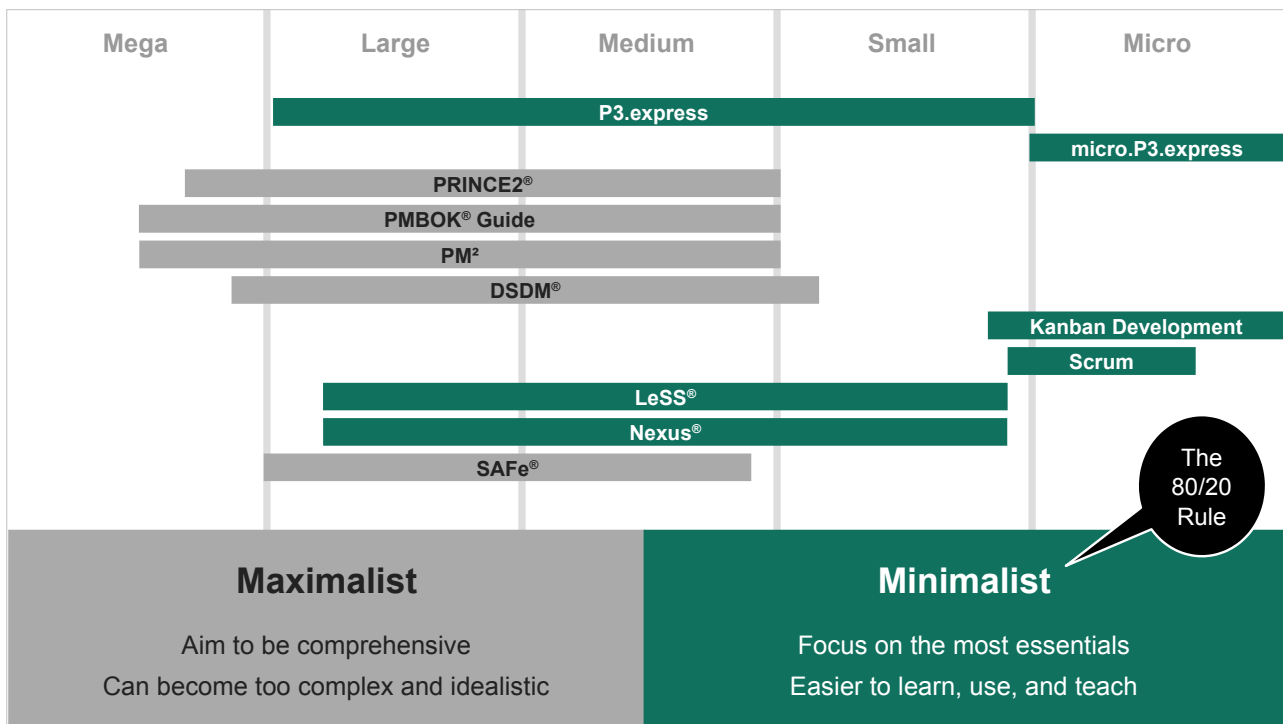 Mega
Large
Medium
Small
Micro
P3.express
micro.P3.express
PRINCE2®
PMBOK® Guide
PM²
DSDM®
Kanban Development
Scrum
LeSS®
Nexus®
SAFe®
The
80/20
Rule
Maximalist
Aim to be comprehensive
Can become too complex and idealistic
Minimalist
Focus on the most essentials
Easier to learn, use, and teach